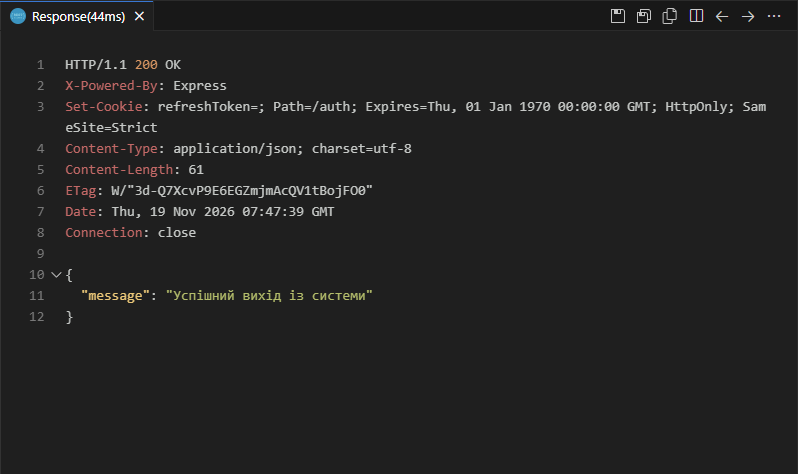 Response(44ms)
1 HTTP/1.1 200 OK
2 X-Powered-By: Express
3 Set-Cookie: refreshToken=; Path=/auth; Expires=Thu, 01 Jan 1970 00:00:00 GMT; HttpOnly; Sam
eSite=Strict
4 Content-Type: application/json; charset=utf-8
5 Content-Length: 61
6 ETag: W/"3d-Q7XcvP9E6EGZmjmAcQV1tBojFO0"
7 Date: Thu, 19 Nov 2026 07:47:39 GMT
8 Connection: close
9
10 {
11 "message": "Успішний вихід із системи"
12 }